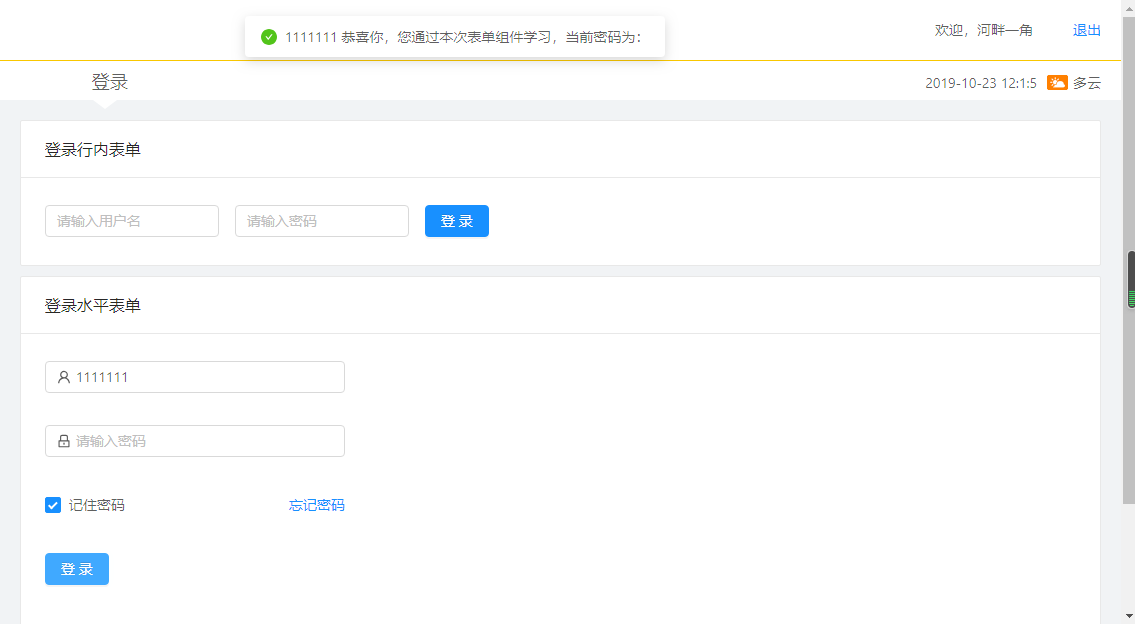 1111111 恭喜你，您通过本次表单组件学习，当前密码为：
欢迎，河畔一角 退出
登录
2019-10-23 12:1:5 多云
登录行内表单
请输入用户名 请输入密码 登 录
登录水平表单
1111111
请输入密码
记住密码 忘记密码
登 录